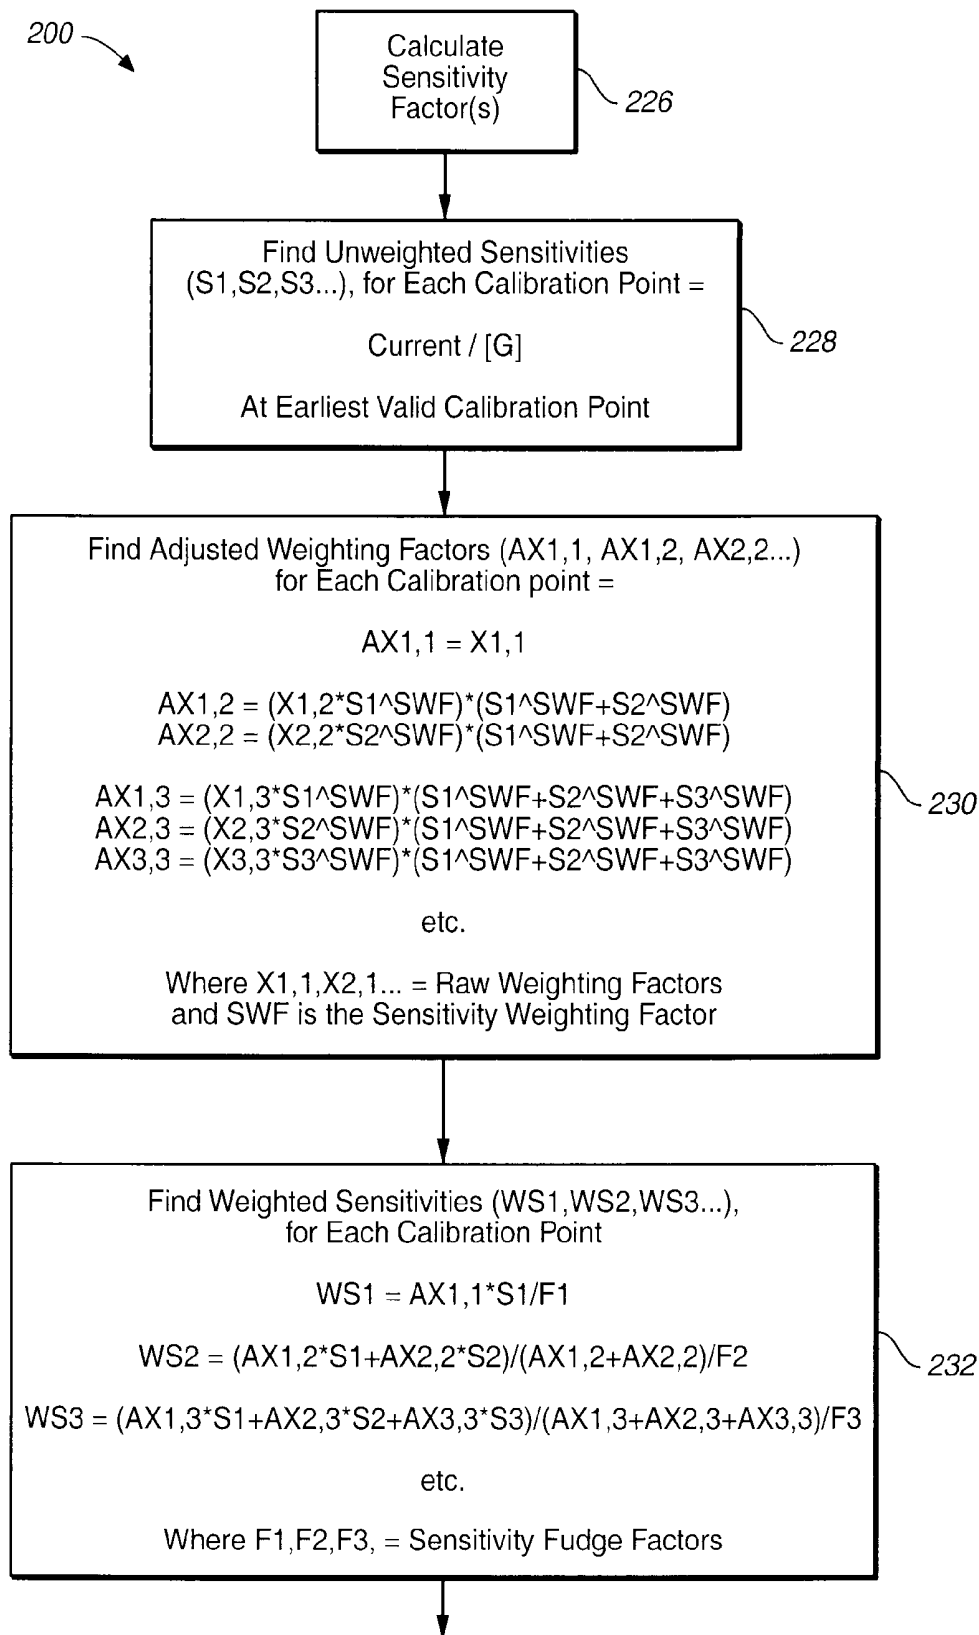 200
Calculate
Sensitivity
Factor(s)
226
Find Unweighted Sensitivities
(S1,S2,S3...), for Each Calibration Point =
Current / [G]
At Earliest Valid Calibration Point
228
Find Adjusted Weighting Factors (AX1,1, AX1,2, AX2,2...)
for Each Calibration point =
AX1,1 = X1,1
AX1,2 = (X1,2*S1^SWF)*(S1^SWF+S2^SWF)
AX2,2 = (X2,2*S2^SWF)*(S1^SWF+S2^SWF)
AX1,3 = (X1,3*S1^SWF)*(S1^SWF+S2^SWF+S3^SWF)
AX2,3 = (X2,3*S2^SWF)*(S1^SWF+S2^SWF+S3^SWF)
AX3,3 = (X3,3*S3^SWF)*(S1^SWF+S2^SWF+S3^SWF)
etc.
Where X1,1,X2,1... = Raw Weighting Factors
and SWF is the Sensitivity Weighting Factor
230
Find Weighted Sensitivities (WS1,WS2,WS3...),
for Each Calibration Point
WS1 = AX1,1*S1/F1
WS2 = (AX1,2*S1+AX2,2*S2)/(AX1,2+AX2,2)/F2
WS3 = (AX1,3*S1+AX2,3*S2+AX3,3*S3)/(AX1,3+AX2,3+AX3,3)/F3
etc.
Where F1,F2,F3, = Sensitivity Fudge Factors
232